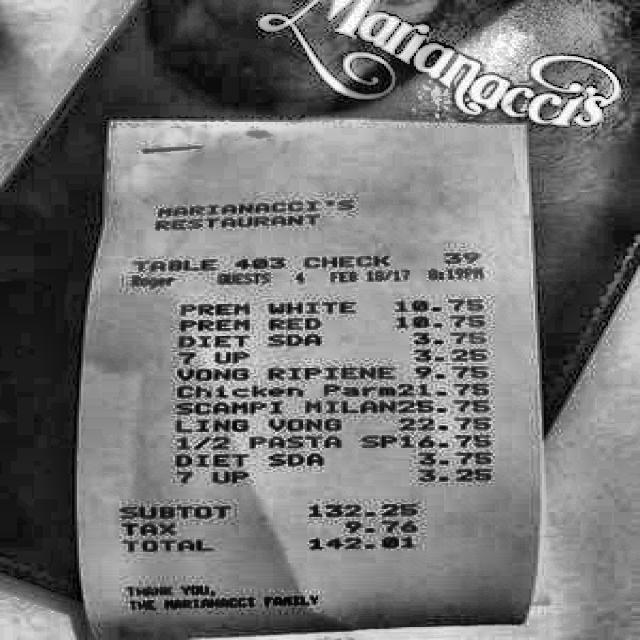 Marianacci's
MARIANACCI'S
RESTAURANT
TABLE 403 CHECK 39
Roger GUESTS 4 FEB 18/17 8:19PM
PREM WHITE 10.75
PREM RED 10.75
DIET SDA 3.75
7 UP 3.25
VONG RIPIENE 9.75
Chicken Parm21.75
SCAMPI MILAN25.75
LING VONG 22.75
1/2 PASTA SP16.75
DIET SDA 3.75
7 UP 3.25
SUBTOT 132.25
TAX 9.76
TOTAL 142.01
THANK YOU,
THE MARIANACCI FAMILY